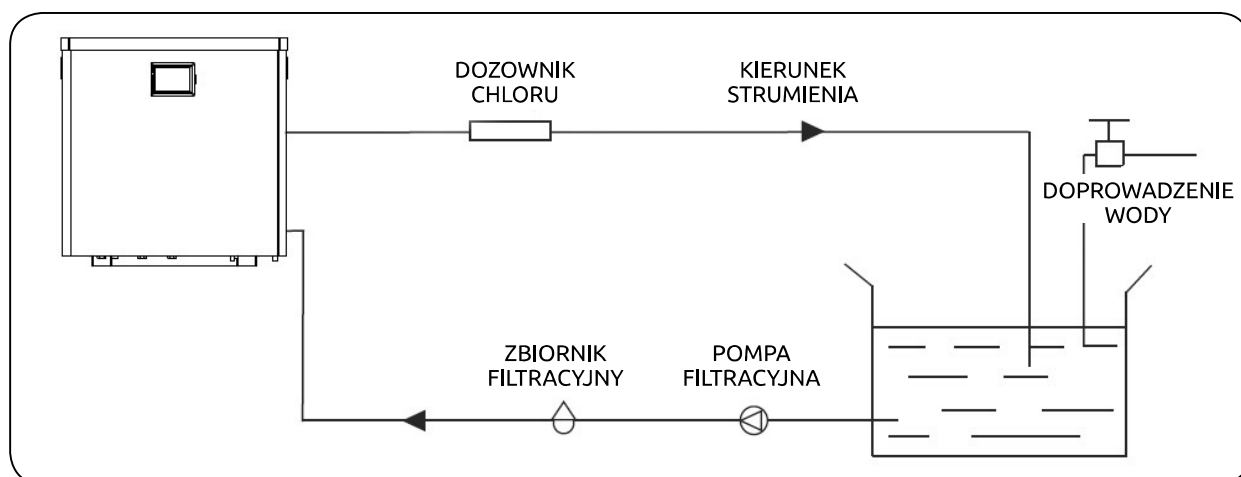 DOZOWNIK
CHLORU
KIERUNEK
STRUMIENIA
DOPROWADZENIE
WODY
ZBIORNIK
FILTRACYJNY
POMPA
FILTRACYJNA